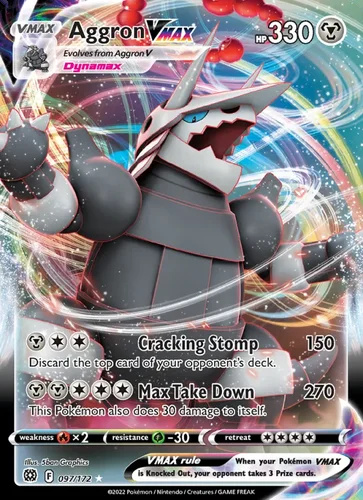 VMAX Aggron VMAX HP 330
Evolves from Aggron V
Dynamax
Cracking Stomp 150
Discard the top card of your opponent's deck.
Max Take Down 270
This Pokémon also does 30 damage to itself.
weakness ×2 resistance -30 retreat
VMAX rule When your Pokémon VMAX
is Knocked Out, your opponent takes 3 Prize cards.
Illus. 5ban Graphics
F 097/172
©2022 Pokémon / Nintendo / Creatures / GAME FREAK